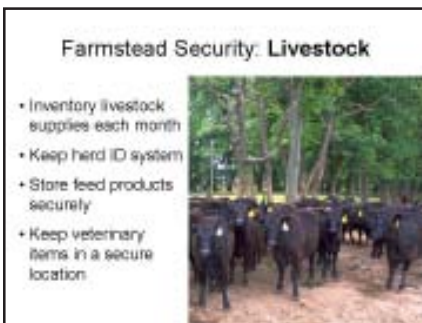 Farmstead Security: Livestock
• Inventory livestock
supplies each month
• Keep herd ID system
• Store feed products
securely
• Keep veterinary
items in a secure
location